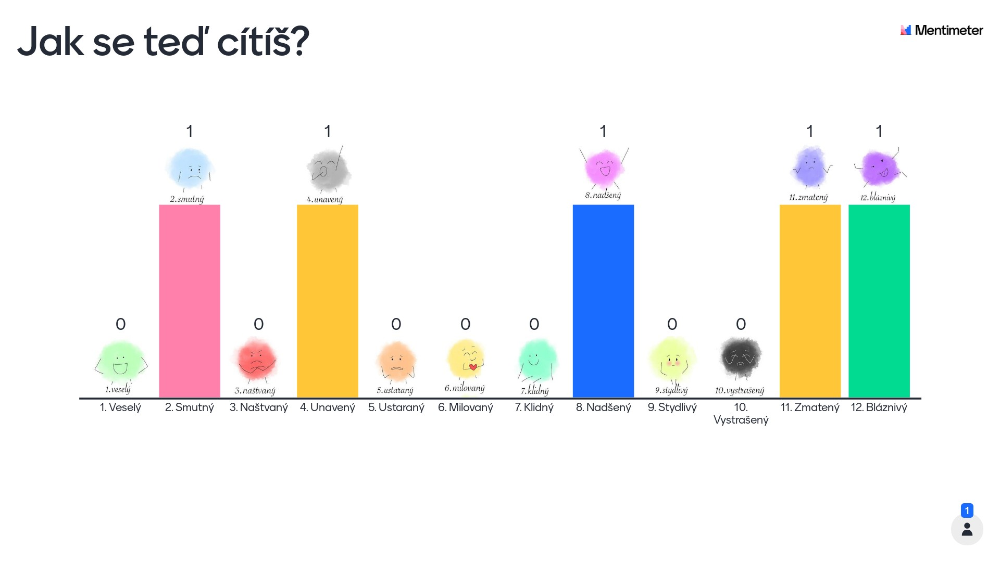 Jak se teď cítíš?
Mentimeter
1
1
1
1
1
2.smutný
4.unavený
8.nadšený
11.zmatený
12.bláznivý
0
0
0
0
0
0
0
1.veselý
3.naštvaný
5.ustaraný
6.milovaný
7.klidný
9.stydlivý
10.vystrašený
1. Veselý
2. Smutný
3. Naštvaný
4. Unavený
5. Ustaraný
6. Milovaný
7. Klidný
8. Nadšený
9. Stydlivý
10.
Vystrašený
11. Zmatený
12. Bláznivý
1